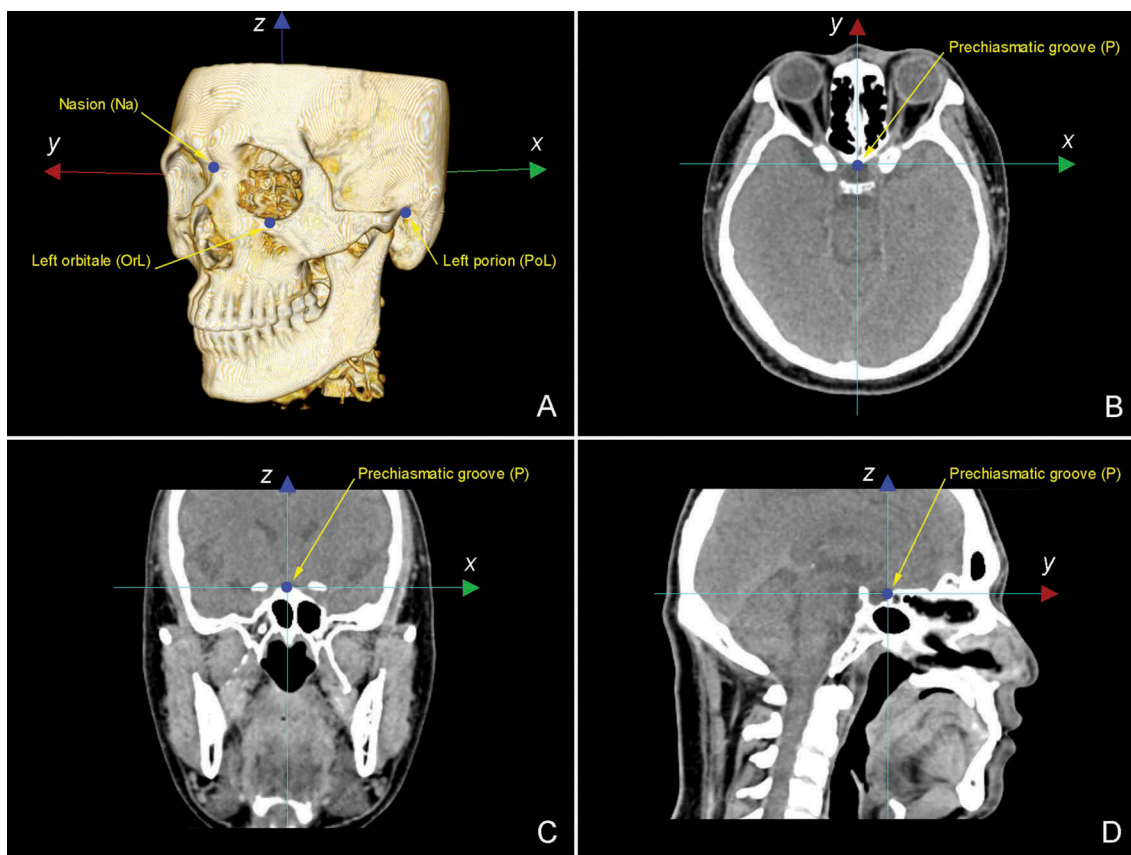 z
Nasion (Na)
y
x
Left orbitale (OrL)
Left porion (PoL)
A
y
Prechiasmatic groove (P)
x
B
Prechiasmatic groove (P)
z
x
C
Prechiasmatic groove (P)
z
y
D